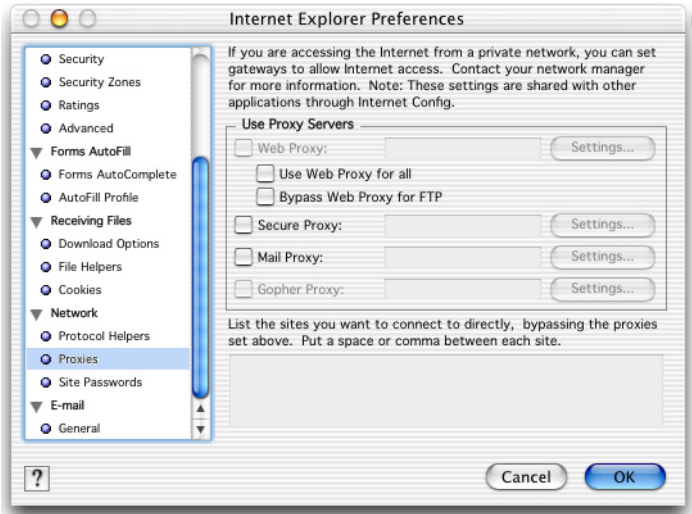 Internet Explorer Preferences
Security
Security Zones
Ratings
Advanced
Forms AutoFill
Forms AutoComplete
AutoFill Profile
Receiving Files
Download Options
File Helpers
Cookies
Network
Protocol Helpers
Proxies
Site Passwords
E-mail
General
If you are accessing the Internet from a private network, you can set
gateways to allow Internet access. Contact your network manager
for more information. Note: These settings are shared with other
applications through Internet Config.
Use Proxy Servers
Web Proxy: Settings...
Use Web Proxy for all
Bypass Web Proxy for FTP
Secure Proxy: Settings...
Mail Proxy: Settings...
Gopher Proxy: Settings...
List the sites you want to connect to directly, bypassing the proxies
set above. Put a space or comma between each site.
?
Cancel OK